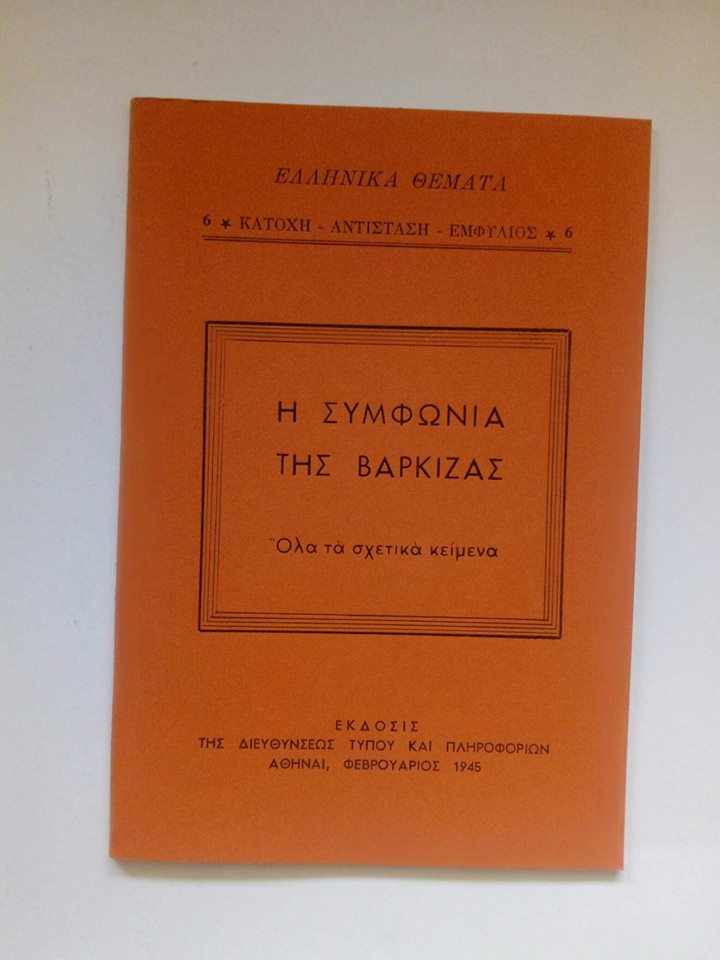 ΕΛΛΗΝΙΚΑ ΘΕΜΑΤΑ
6 ★ ΚΑΤΟΧΗ - ΑΝΤΙΣΤΑΣΗ - ΕΜΦΥΛΙΟΣ ★ 6
Η ΣΥΜΦΩΝΙΑ
ΤΗΣ ΒΑΡΚΙΖΑΣ
Ὅλα τὰ σχετικὰ κείμενα
ΕΚΔΟΣΙΣ
ΤΗΣ ΔΙΕΥΘΥΝΣΕΩΣ ΤΥΠΟΥ ΚΑΙ ΠΛΗΡΟΦΟΡΙΩΝ
ΑΘΗΝΑΙ, ΦΕΒΡΟΥΑΡΙΟΣ 1945